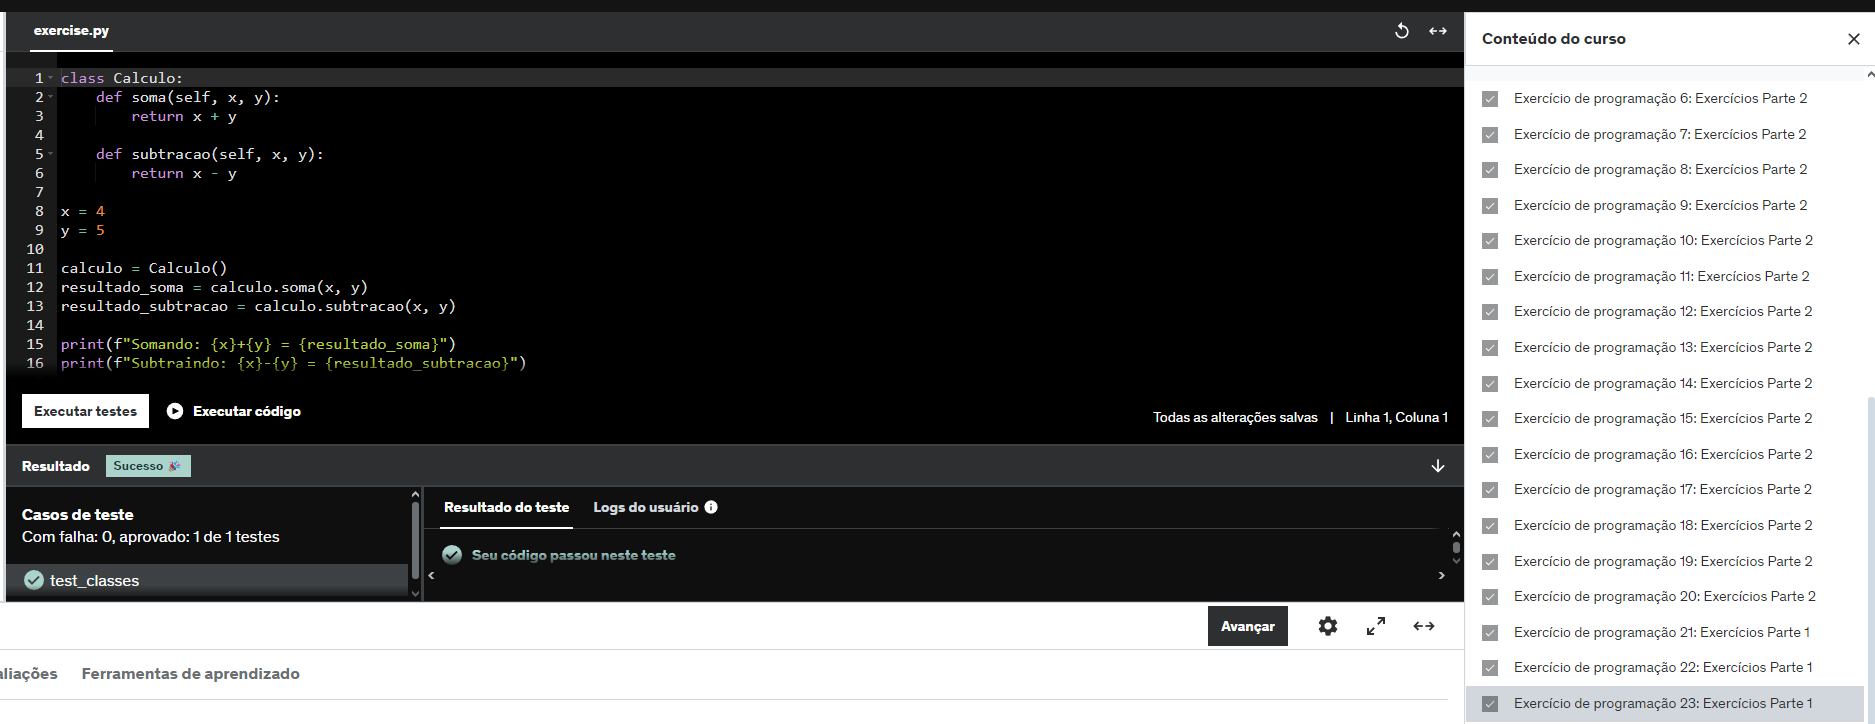 exercise.py
1 class Calculo:
2     def soma(self, x, y):
3         return x + y
4
5     def subtracao(self, x, y):
6         return x - y
7
8 x = 4
9 y = 5
10
11 calculo = Calculo()
12 resultado_soma = calculo.soma(x, y)
13 resultado_subtracao = calculo.subtracao(x, y)
14
15 print(f"Somando: {x}+{y} = {resultado_soma}")
16 print(f"Subtraindo: {x}-{y} = {resultado_subtracao}")
Executar testes Executar código
Todas as alterações salvas | Linha 1, Coluna 1
Resultado Sucesso 🎉
Casos de teste
Com falha: 0, aprovado: 1 de 1 testes
test_classes
Resultado do teste Logs do usuário
Seu código passou neste teste
Avançar
aliações Ferramentas de aprendizado
Conteúdo do curso
Exercício de programação 6: Exercícios Parte 2
Exercício de programação 7: Exercícios Parte 2
Exercício de programação 8: Exercícios Parte 2
Exercício de programação 9: Exercícios Parte 2
Exercício de programação 10: Exercícios Parte 2
Exercício de programação 11: Exercícios Parte 2
Exercício de programação 12: Exercícios Parte 2
Exercício de programação 13: Exercícios Parte 2
Exercício de programação 14: Exercícios Parte 2
Exercício de programação 15: Exercícios Parte 2
Exercício de programação 16: Exercícios Parte 2
Exercício de programação 17: Exercícios Parte 2
Exercício de programação 18: Exercícios Parte 2
Exercício de programação 19: Exercícios Parte 2
Exercício de programação 20: Exercícios Parte 2
Exercício de programação 21: Exercícios Parte 1
Exercício de programação 22: Exercícios Parte 1
Exercício de programação 23: Exercícios Parte 1